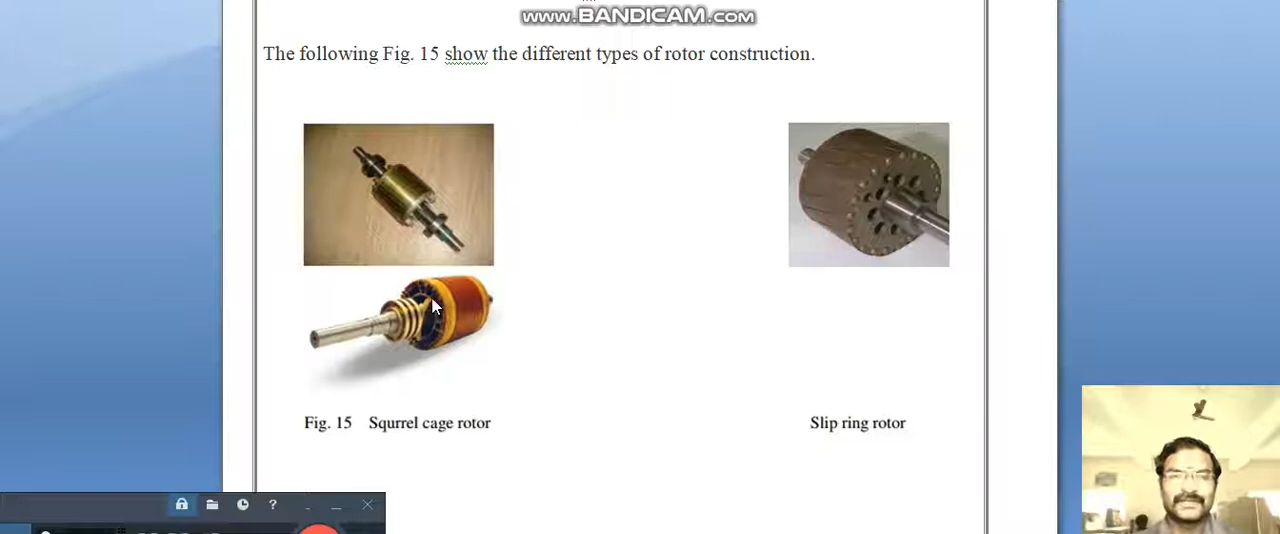 www.BANDICAM.com
The following Fig. 15 show the different types of rotor construction.
Fig. 15 Squrrel cage rotor
Slip ring rotor
?